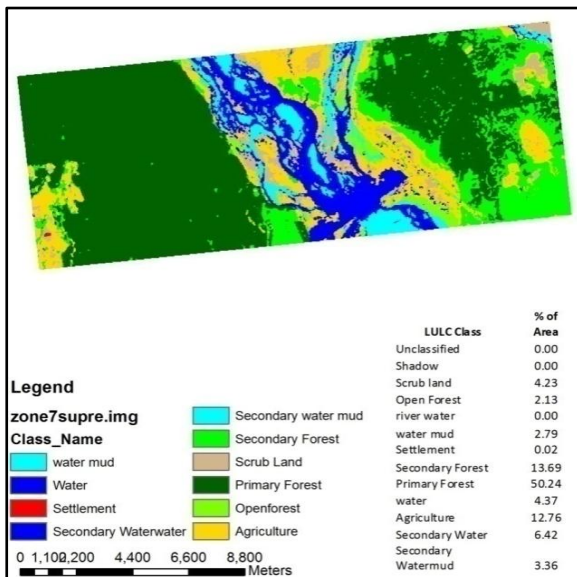 % of
LULC Class Area
Unclassified 0.00
Shadow 0.00
Scrub land 4.23
Open Forest 2.13
river water 0.00
water mud 2.79
Settlement 0.02
Secondary Forest 13.69
Primary Forest 50.24
water 4.37
Agriculture 12.76
Secondary Water 6.42
Secondary
Watermud 3.36
Legend
zone7supre.img
Class_Name
water mud
Water
Settlement
Secondary Waterwater
Secondary water mud
Secondary Forest
Scrub Land
Primary Forest
Openforest
Agriculture
0 1,100 2,200 4,400 6,600 8,800
Meters